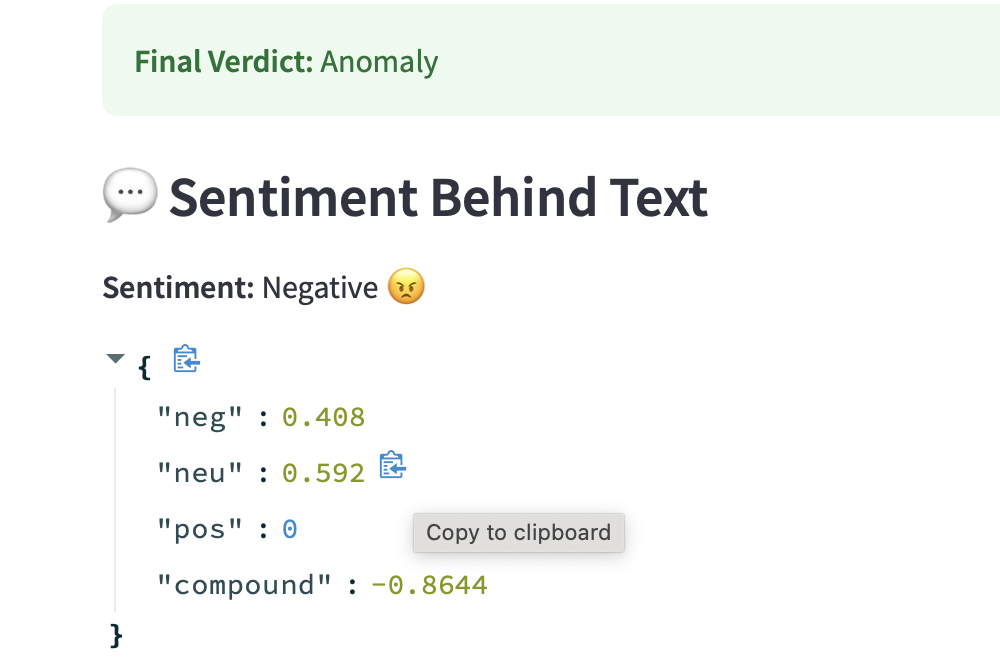 Final Verdict: Anomaly
💬 Sentiment Behind Text
Sentiment: Negative 😠
{
"neg" : 0.408
"neu" : 0.592
"pos" : 0
Copy to clipboard
"compound" : -0.8644
}